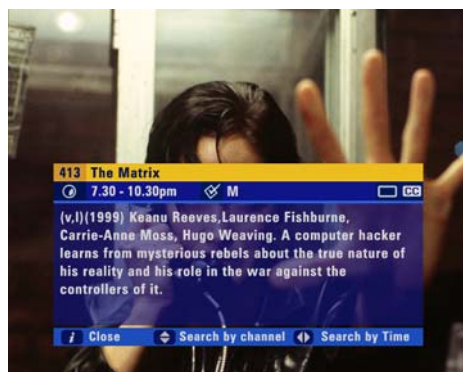 413 The Matrix
7.30 - 10.30pm M CC
(v,l)(1999) Keanu Reeves,Laurence Fishburne,
Carrie-Anne Moss, Hugo Weaving. A computer hacker
learns from mysterious rebels about the true nature of
his reality and his role in the war against the
controllers of it.
i Close Search by channel Search by Time